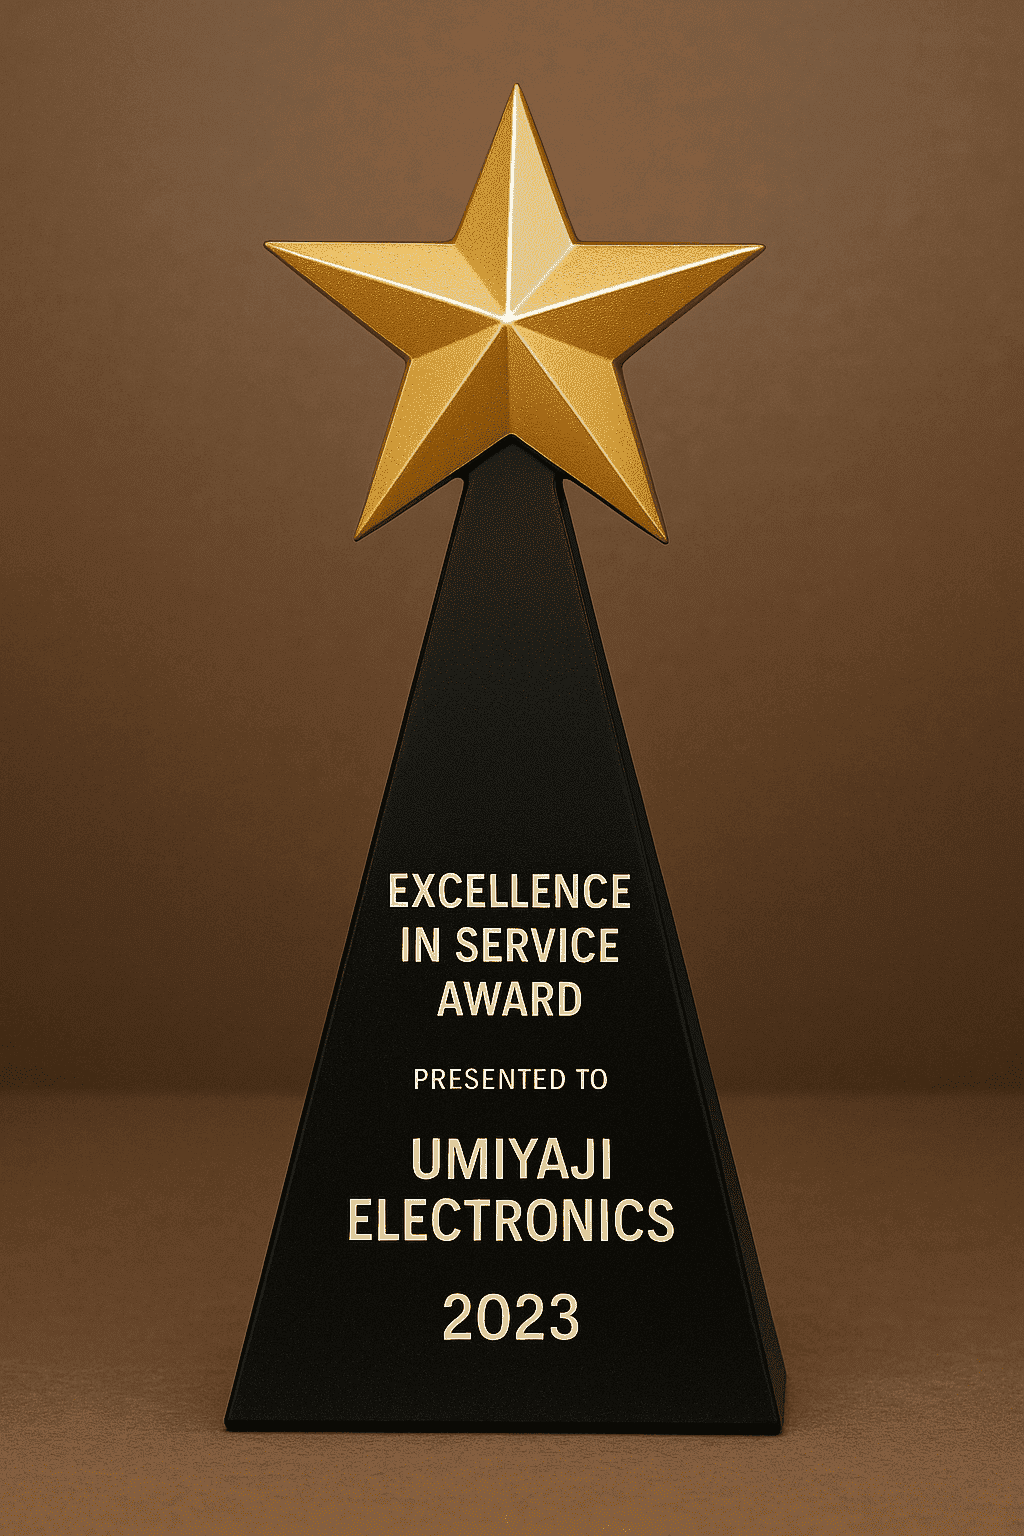 EXCELLENCE
IN SERVICE
AWARD
PRESENTED TO
UMIYAJI
ELECTRONICS
2023